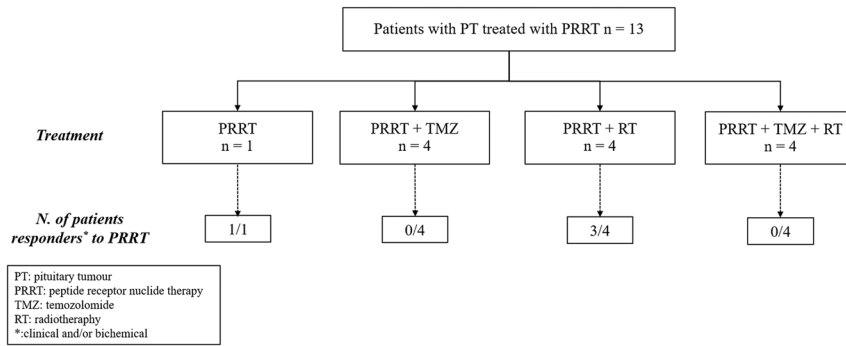 Patients with PT treated with PRRT n = 13
Treatment
PRRT
n = 1
PRRT + TMZ
n = 4
PRRT + RT
n = 4
PRRT + TMZ + RT
n = 4
N. of patients
responders* to PRRT
1/1
0/4
3/4
0/4
PT: pituitary tumour
PRRT: peptide receptor nuclide therapy
TMZ: temozolomide
RT: radiotheraphy
*:clinical and/or bichemical